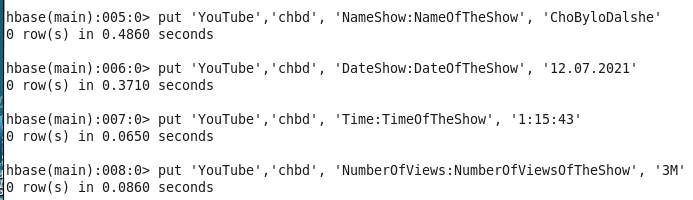 hbase(main):005:0> put 'YouTube','chbd', 'NameShow:NameOfTheShow', 'ChoByloDalshe'
0 row(s) in 0.4860 seconds
hbase(main):006:0> put 'YouTube','chbd', 'DateShow:DateOfTheShow', '12.07.2021'
0 row(s) in 0.3710 seconds
hbase(main):007:0> put 'YouTube','chbd', 'Time:TimeOfTheShow', '1:15:43'
0 row(s) in 0.0650 seconds
hbase(main):008:0> put 'YouTube','chbd', 'NumberOfViews:NumberOfViewsOfTheShow', '3M'
0 row(s) in 0.0860 seconds